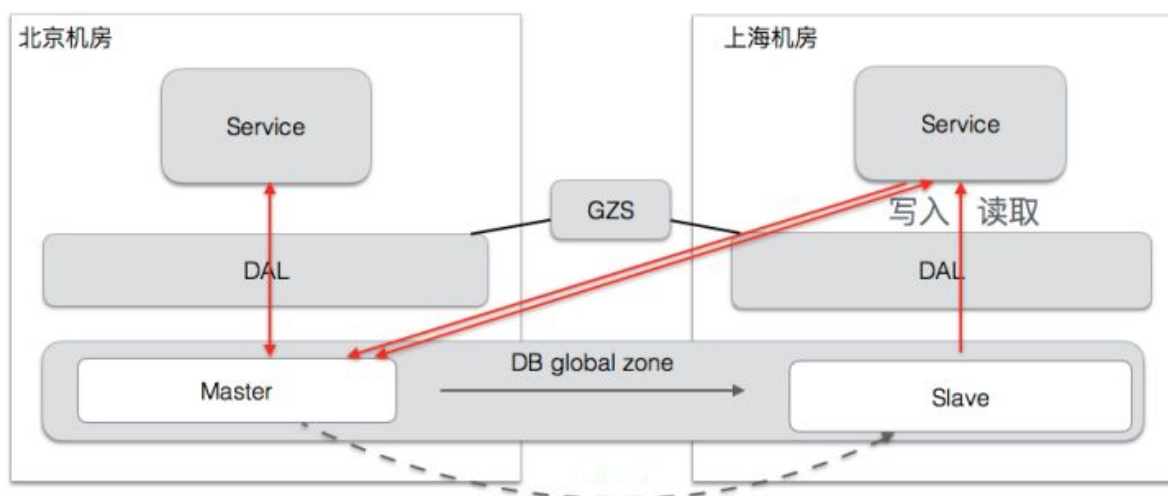 北京机房
上海机房
Service
Service
GZS
写入 读取
DAL
DAL
DB global zone
Master
Slave